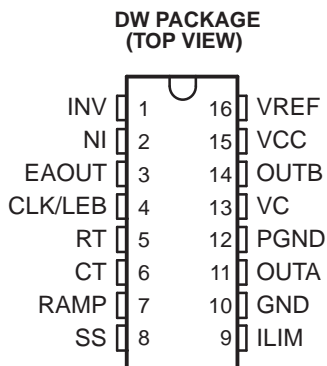 DW PACKAGE
(TOP VIEW)
INV 1 16 VREF
NI 2 15 VCC
EAOUT 3 14 OUTB
CLK/LEB 4 13 VC
RT 5 12 PGND
CT 6 11 OUTA
RAMP 7 10 GND
SS 8 9 ILIM